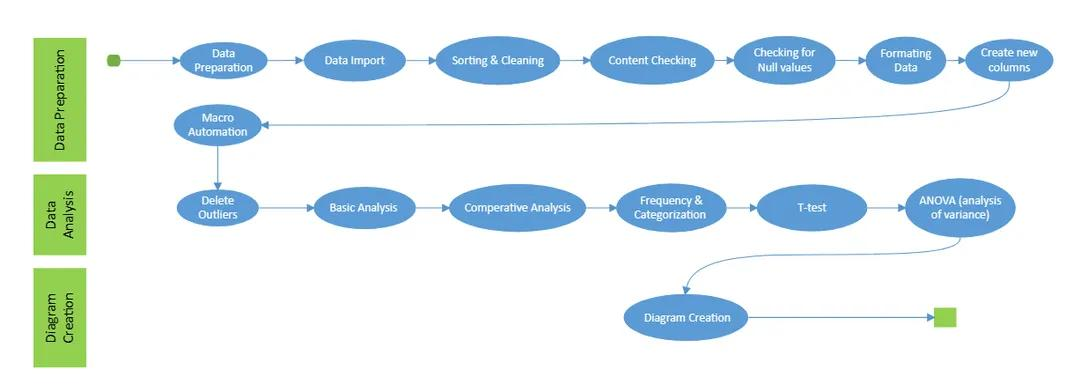 Data Preparation
Data
Preparation
Data Import
Sorting & Cleaning
Content Checking
Checking for
Null values
Formating
Data
Create new
columns
Macro
Automation
Data
Analysis
Delete
Outliers
Basic Analysis
Comperative Analysis
Frequency &
Categorization
T-test
ANOVA (analysis
of variance)
Diagram
Creation
Diagram Creation